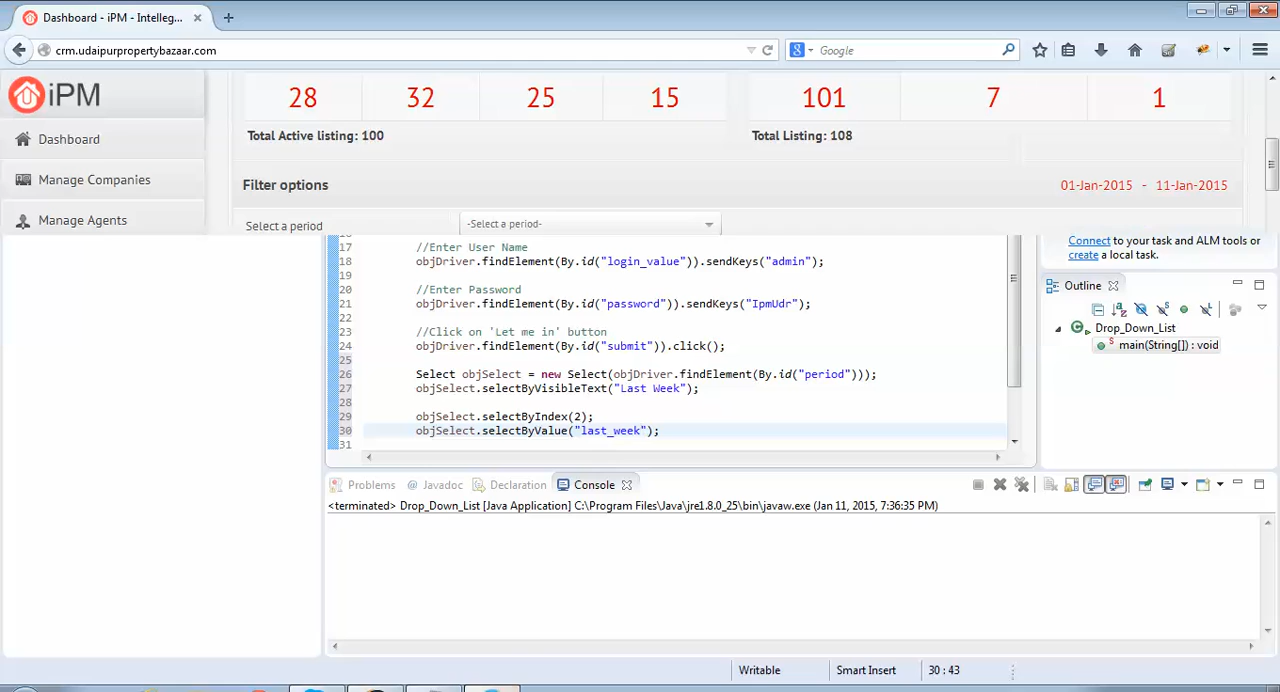 Dashboard - iPM - Intelleg...
crm.udaipurpropertybazaar.com
Google
iPM
Dashboard
Manage Companies
Manage Agents
28 32 25 15
Total Active listing: 100
101 7 1
Total Listing: 108
Filter options
01-Jan-2015 - 11-Jan-2015
Select a period
-Select a period-
17 //Enter User Name
18 objDriver.findElement(By.id("login_value")).sendKeys("admin");
19
20 //Enter Password
21 objDriver.findElement(By.id("password")).sendKeys("IpmUdr");
22
23 //Click on 'Let me in' button
24 objDriver.findElement(By.id("submit")).click();
25
26 Select objSelect = new Select(objDriver.findElement(By.id("period")));
27 objSelect.selectByVisibleText("Last Week");
28
29 objSelect.selectByIndex(2);
30 objSelect.selectByValue("last_week");
31
Connect to your task and ALM tools or
create a local task.
Outline
Drop_Down_List
main(String[]) : void
Problems @ Javadoc Declaration Console
<terminated> Drop_Down_List [Java Application] C:\Program Files\Java\jre1.8.0_25\bin\javaw.exe (Jan 11, 2015, 7:36:35 PM)
Writable Smart Insert 30 : 43